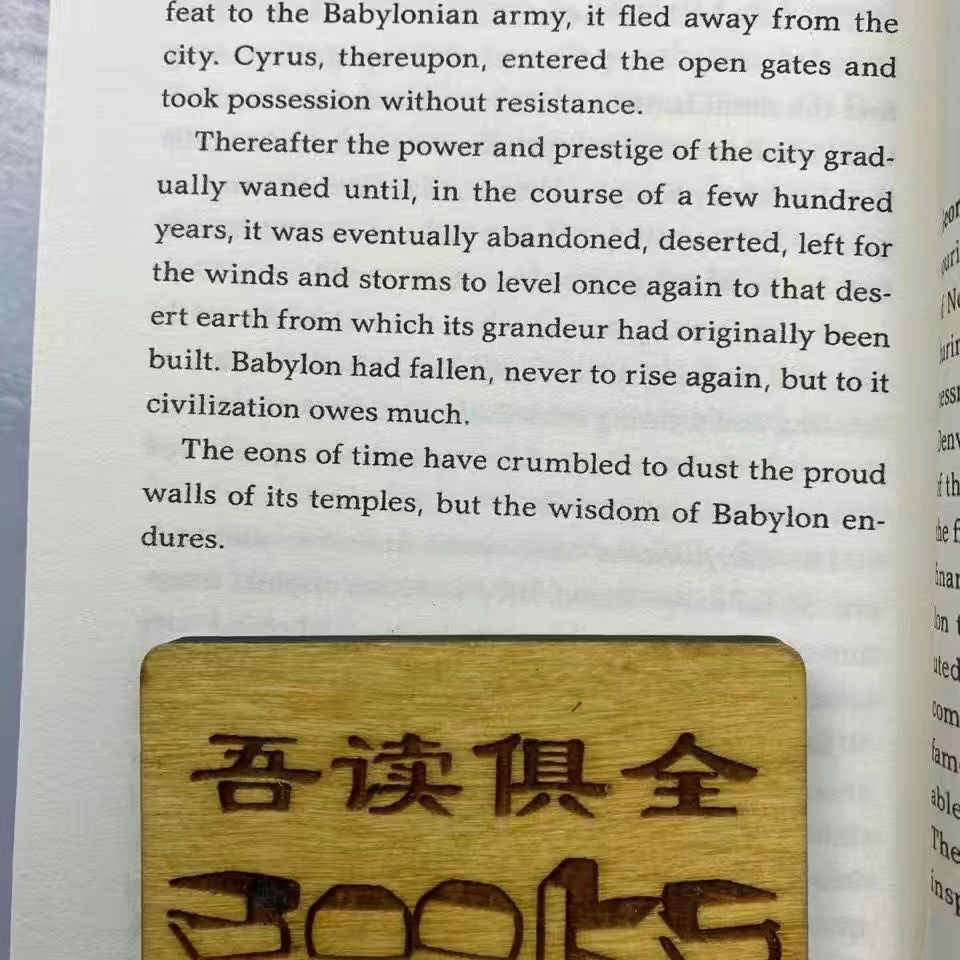 feat to the Babylonian army, it fled away from the
city. Cyrus, thereupon, entered the open gates and
took possession without resistance.
Thereafter the power and prestige of the city grad-
ually waned until, in the course of a few hundred
years, it was eventually abandoned, deserted, left for
the winds and storms to level once again to that des-
ert earth from which its grandeur had originally been
built. Babylon had fallen, never to rise again, but to it
civilization owes much.
The eons of time have crumbled to dust the proud
walls of its temples, but the wisdom of Babylon en-
dures.
吾读俱全